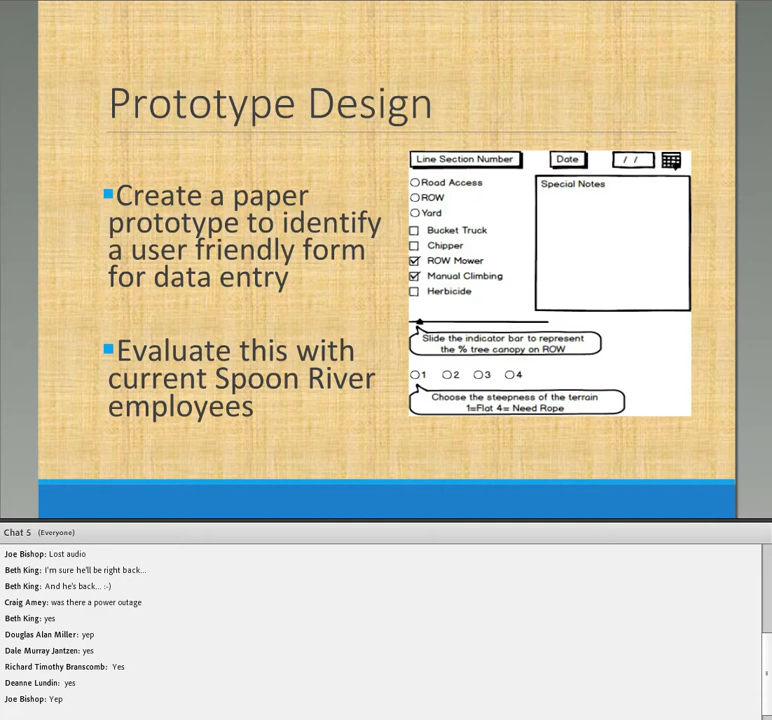 Prototype Design
▪Create a paper
prototype to identify
a user friendly form
for data entry
▪Evaluate this with
current Spoon River
employees
Line Section Number
Date
/ /
Road Access
ROW
Yard
Bucket Truck
Chipper
ROW Mower
Manual Climbing
Herbicide
Special Notes
Slide the indicator bar to represent
the % tree canopy on ROW
1 2 3 4
Choose the steepness of the terrain
1=Flat 4= Need Rope
Chat 5 (Everyone)
Joe Bishop: Lost audio
Beth King: I'm sure he'll be right back...
Beth King: And he's back... :-)
Craig Amey: was there a power outage
Beth King: yes
Douglas Alan Miller: yep
Dale Murray Jantzen: yes
Richard Timothy Branscomb: Yes
Deanne Lundin: yes
Joe Bishop: Yep